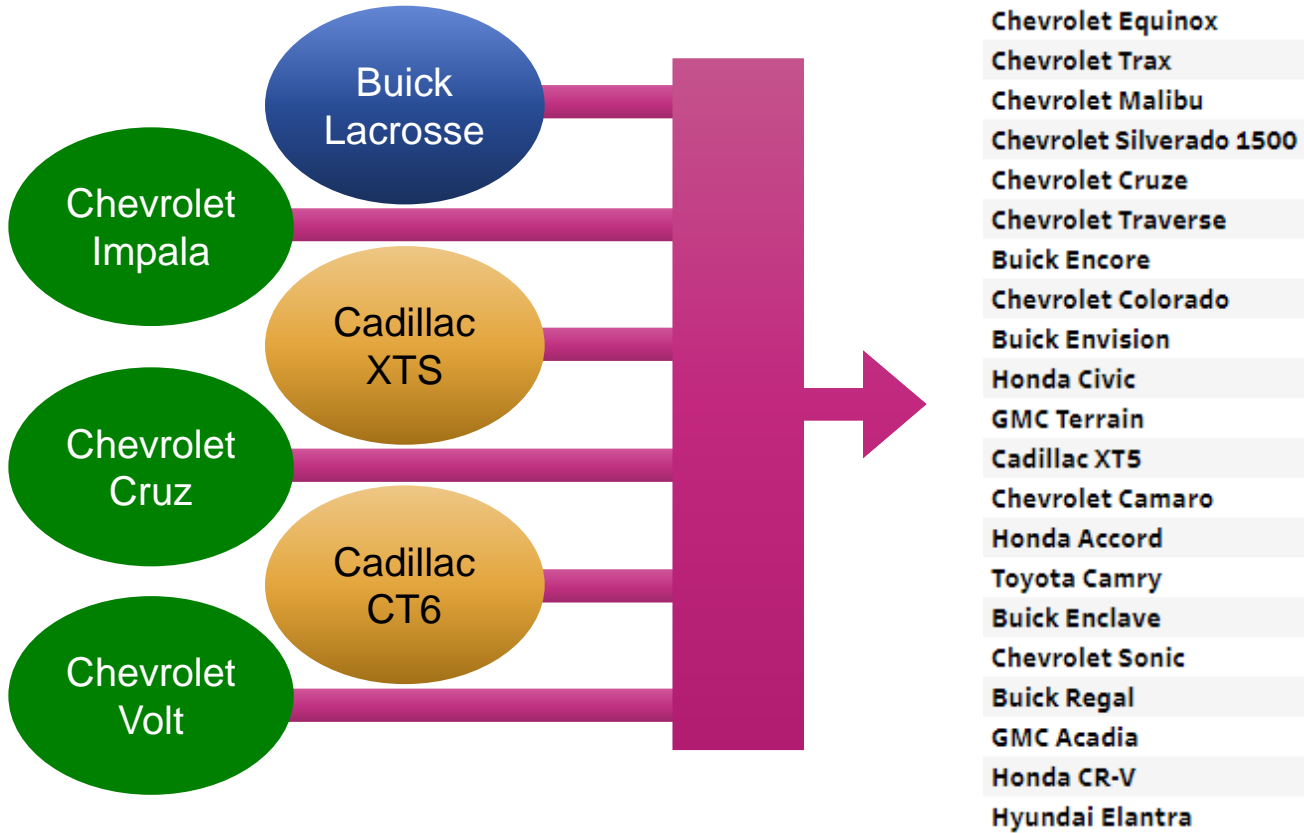 Buick
Lacrosse
Chevrolet
Impala
Cadillac
XTS
Chevrolet
Cruz
Cadillac
CT6
Chevrolet
Volt
Chevrolet Equinox
Chevrolet Trax
Chevrolet Malibu
Chevrolet Silverado 1500
Chevrolet Cruze
Chevrolet Traverse
Buick Encore
Chevrolet Colorado
Buick Envision
Honda Civic
GMC Terrain
Cadillac XT5
Chevrolet Camaro
Honda Accord
Toyota Camry
Buick Enclave
Chevrolet Sonic
Buick Regal
GMC Acadia
Honda CR-V
Hyundai Elantra